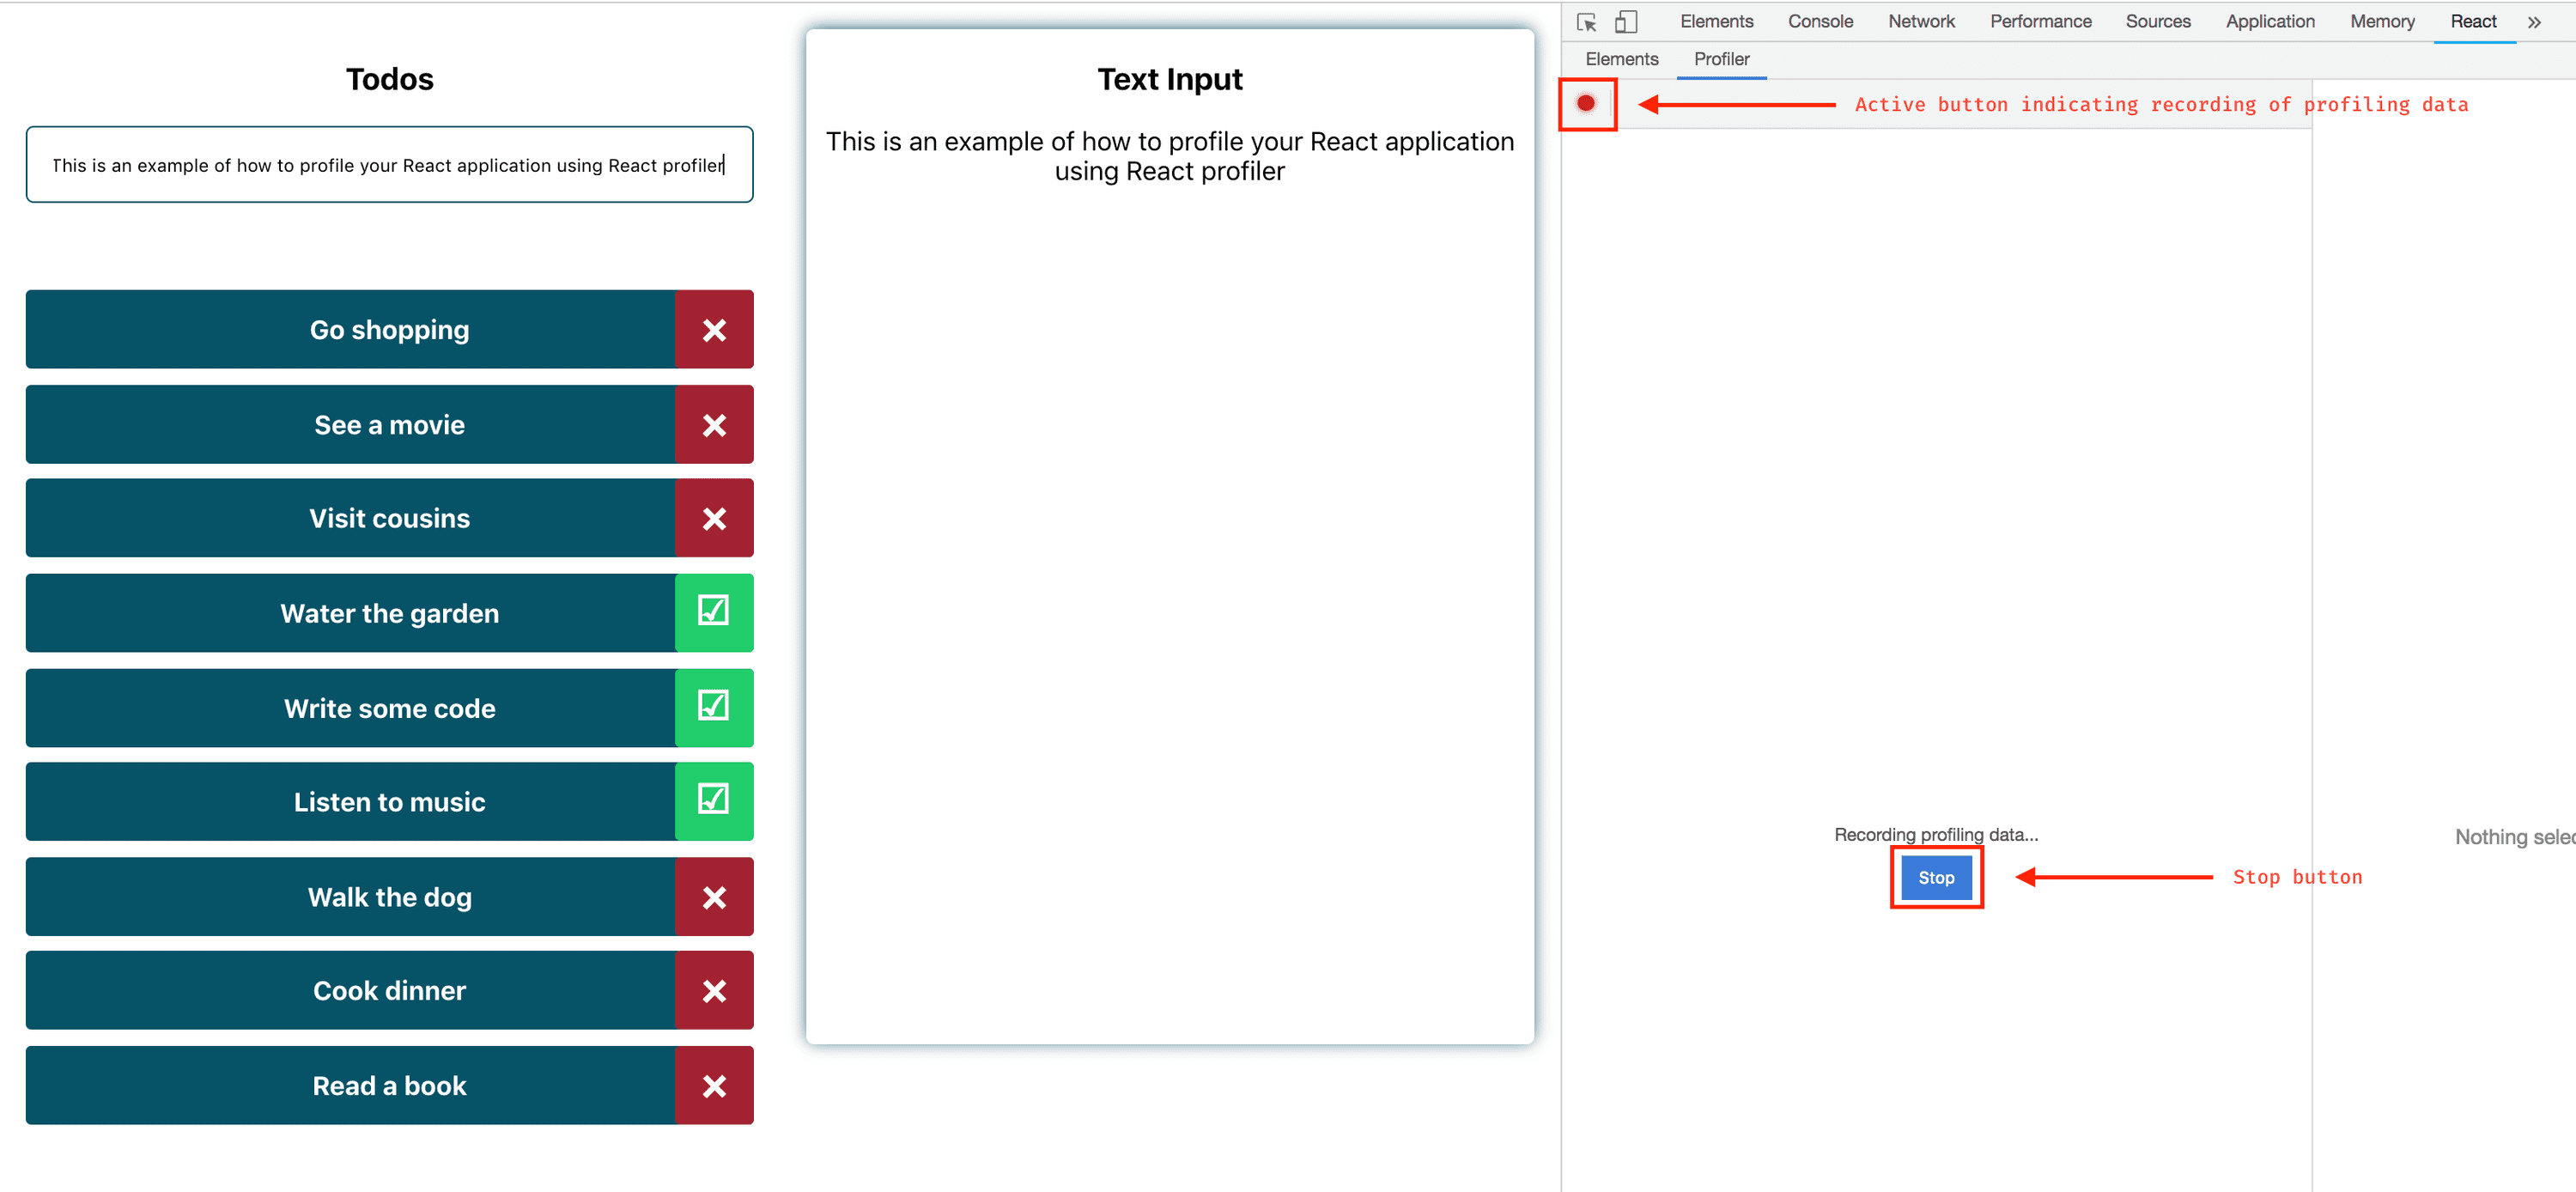 Todos
This is an example of how to profile your React application using React profiler
Go shopping
See a movie
Visit cousins
Water the garden
Write some code
Listen to music
Walk the dog
Cook dinner
Read a book
Text Input
This is an example of how to profile your React application
using React profiler
Elements Console Network Performance Sources Application Memory React »
Elements Profiler
Active button indicating recording of profiling data
Recording profiling data...
Stop
Stop button
Nothing selec